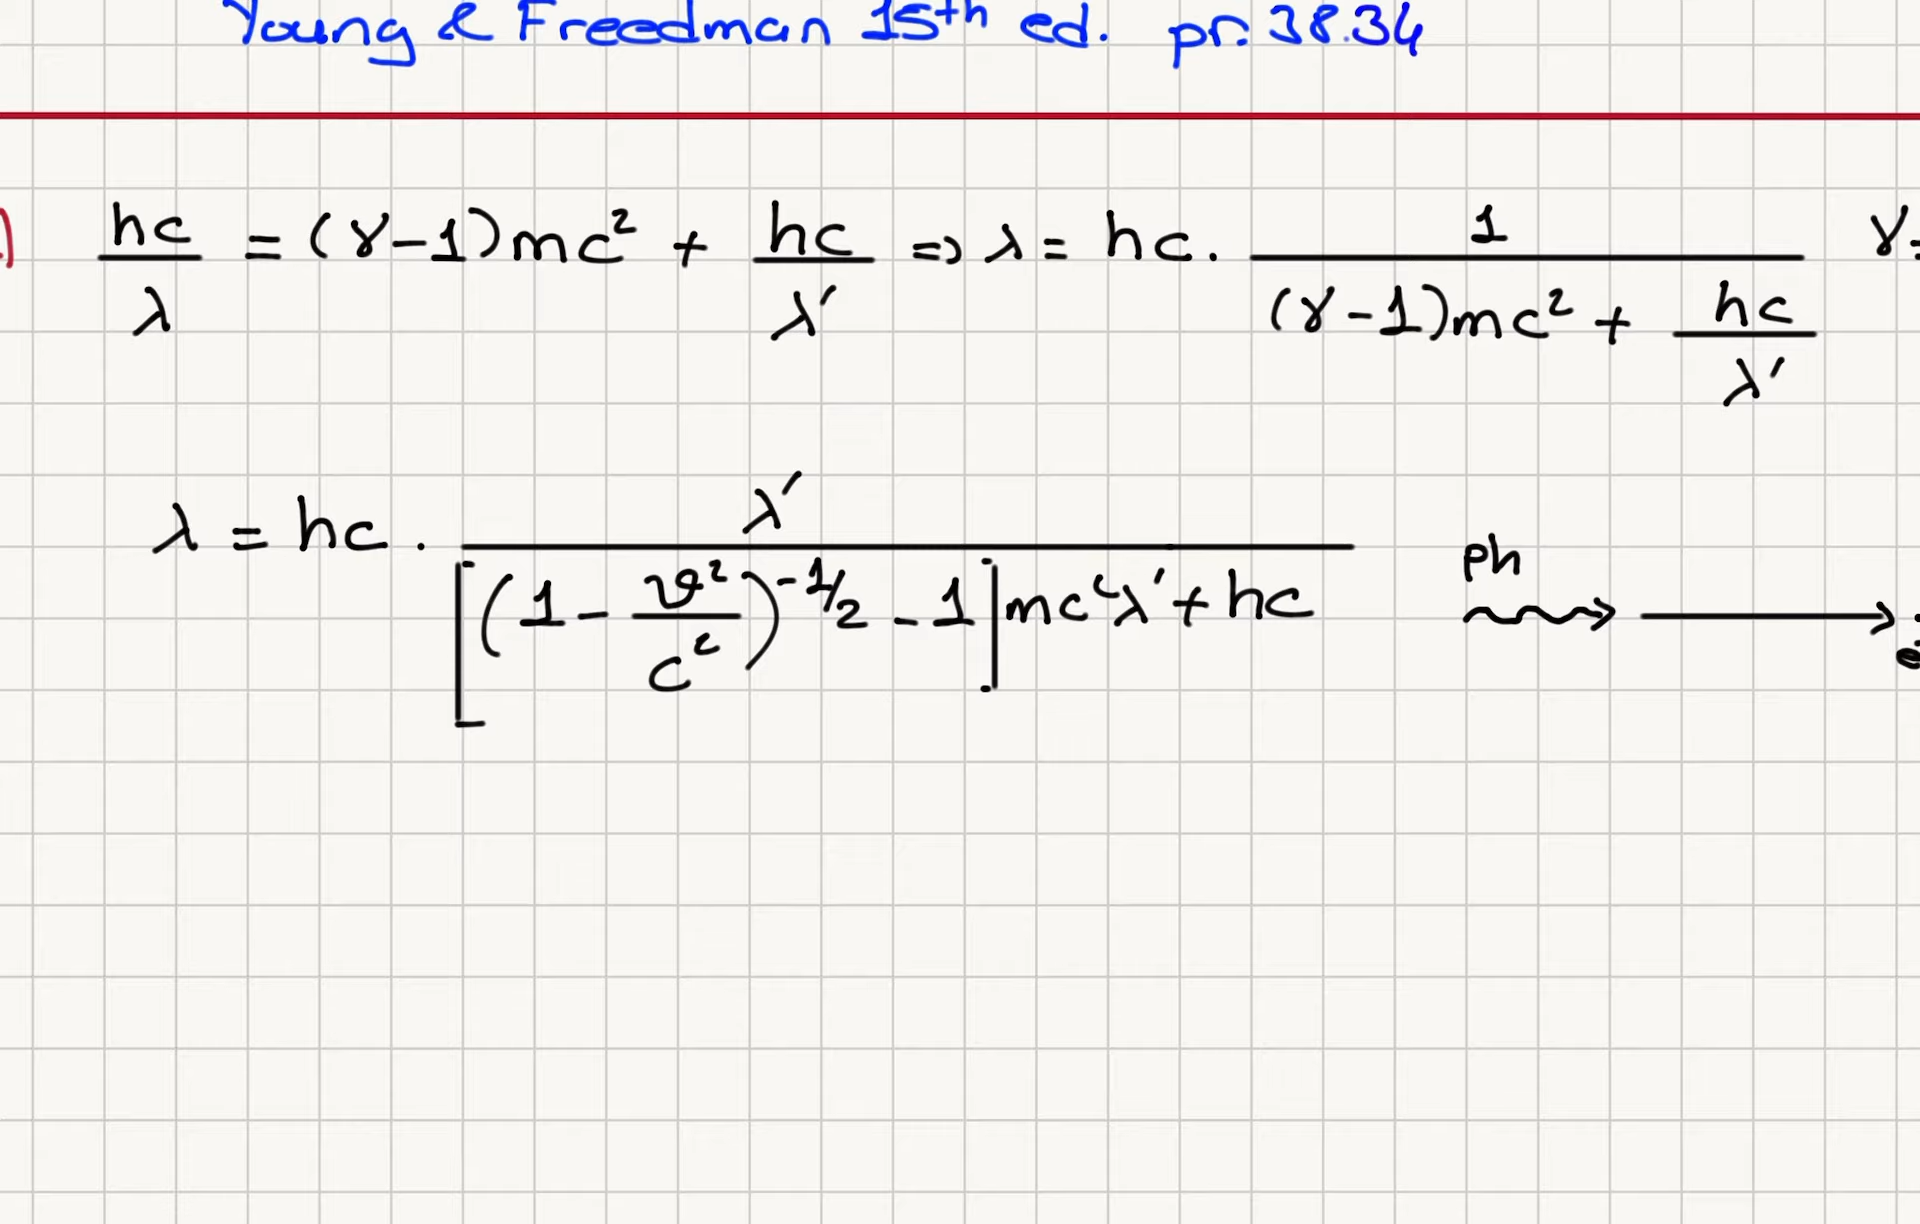 Young & Freedman 15th ed. pr. 38.34
) hc/λ = (γ-1)mc² + hc/λ′ => λ = hc . 1/((γ-1)mc² + hc/λ′) γ=
λ = hc . λ′/([(1 - v²/c²)^(-1/2) - 1]mc²λ′ + hc) ph
e